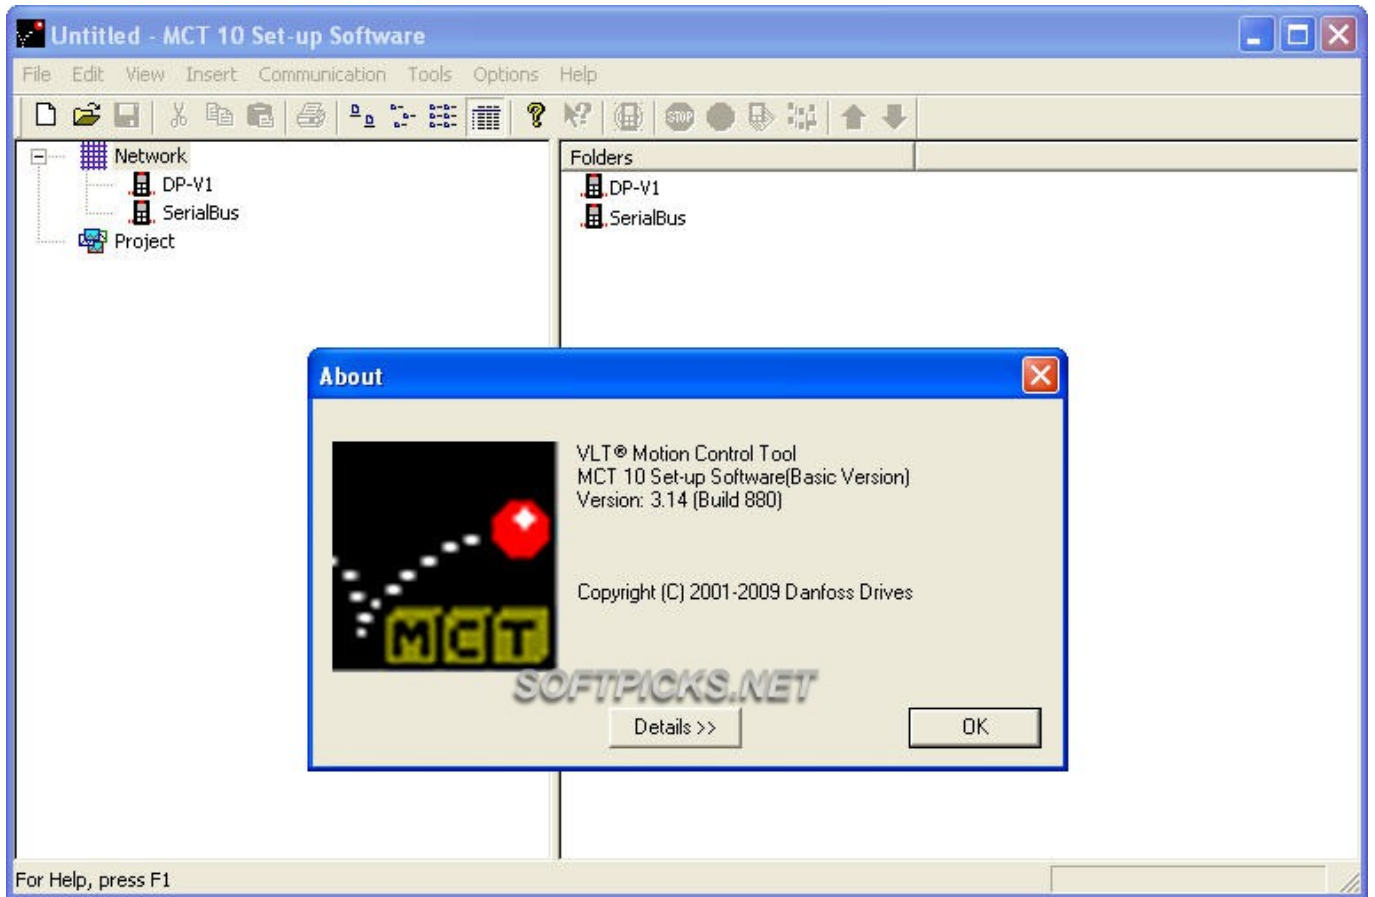 Untitled - MCT 10 Set-up Software
File Edit View Insert Communication Tools Options Help
STOP
Network
DP-V1
SerialBus
Project
Folders
DP-V1
SerialBus
About
VLT® Motion Control Tool
MCT 10 Set-up Software(Basic Version)
Version: 3.14 (Build 880)
Copyright (C) 2001-2009 Danfoss Drives
MCT
SOFTPICKS.NET
Details >>
OK
For Help, press F1